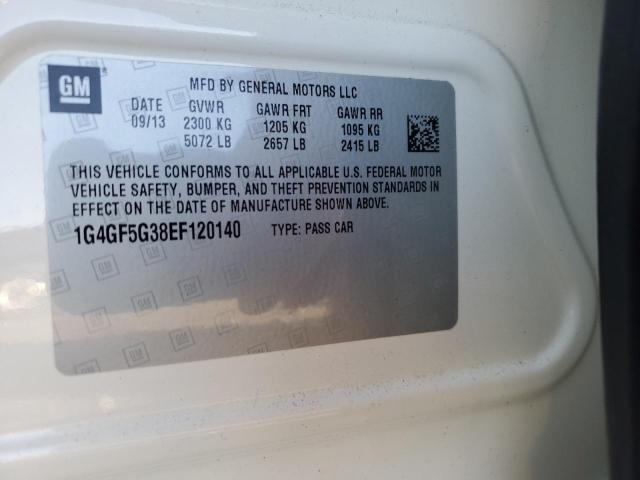 GM
MFD BY GENERAL MOTORS LLC
DATE GVWR GAWR FRT GAWR RR
09/13 2300 KG 1205 KG 1095 KG
5072 LB 2657 LB 2415 LB
THIS VEHICLE CONFORMS TO ALL APPLICABLE U.S. FEDERAL MOTOR
VEHICLE SAFETY, BUMPER, AND THEFT PREVENTION STANDARDS IN
EFFECT ON THE DATE OF MANUFACTURE SHOWN ABOVE.
1G4GF5G38EF120140 TYPE: PASS CAR